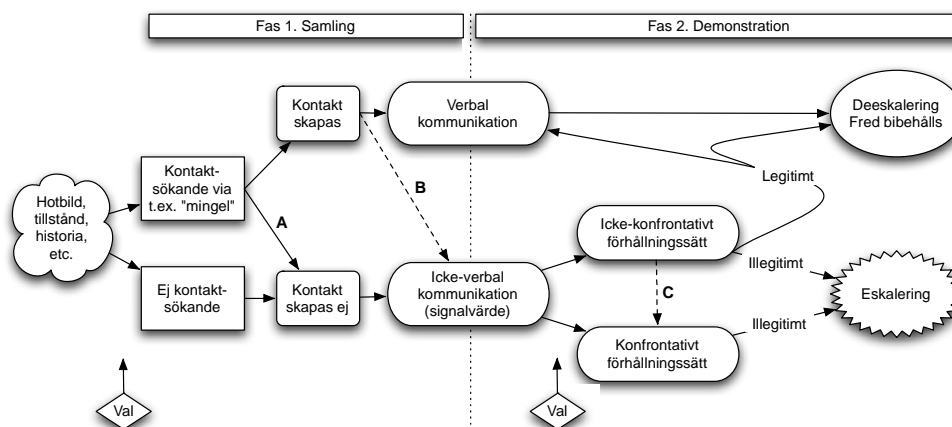 Fas 1. Samling
Fas 2. Demonstration
Kontakt
skapas
Verbal
kommunikation
Deeskalering
Fred bibehålls
Kontakt-
sökande via
t.ex. "mingel"
B
Legitimt
Hotbild,
tillstånd,
historia,
etc.
A
Icke-konfrontativt
förhållningssätt
Illegitimt
Ej kontakt-
sökande
Kontakt
skapas ej
Icke-verbal
kommunikation
(signalvärde)
C
Eskalering
Illegitimt
Konfrontativt
förhållningssätt
Val
Val